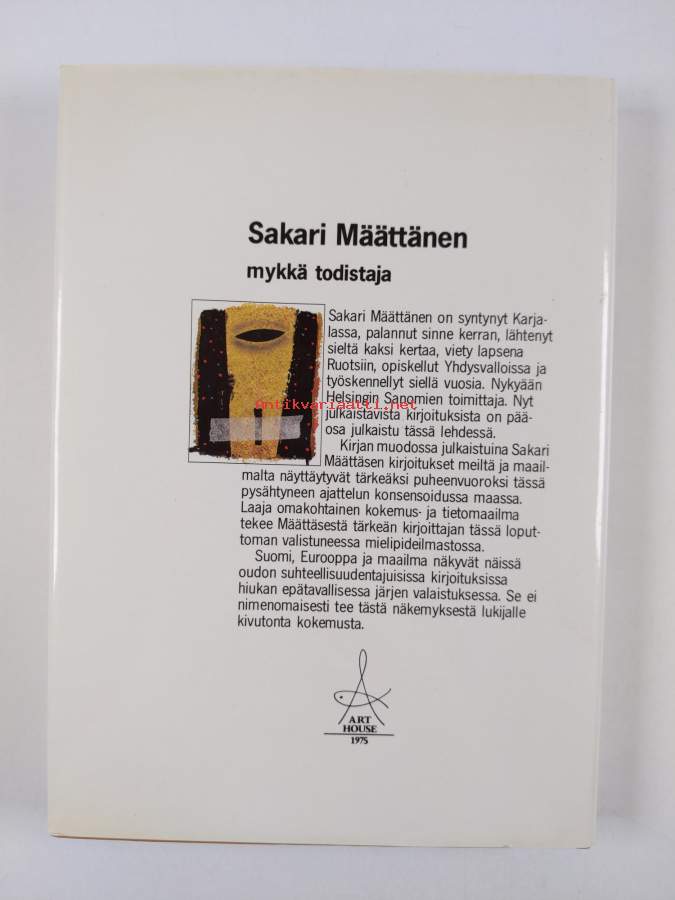 Sakari Määttänen
mykkä todistaja
Sakari Määttänen on syntynyt Karja-
lassa, palannut sinne kerran, lähtenyt
sieltä kaksi kertaa, viety lapsena
Ruotsiin, opiskellut Yhdysvalloissa ja
työskennellyt siellä vuosia. Nykyään
Helsingin Sanomien toimittaja. Nyt
Antikvariaatti.net
julkaistavista kirjoituksista on pää-
osa julkaistu tässä lehdessä.
Kirjan muodossa julkaistuina Sakari
Määttäsen kirjoitukset meiltä ja maail-
malta näyttäytyvät tärkeäksi puheenvuoroksi tässä
pysähtyneen ajattelun konsensoidussa maassa.
Laaja omakohtainen kokemus- ja tietomaailma
tekee Määttäsestä tärkeän kirjoittajan tässä loput-
toman valistuneessa mielipideilmastossa.
Suomi, Eurooppa ja maailma näkyvät näissä
oudon suhteellisuudentajuisissa kirjoituksissa
hiukan epätavallisessa järjen valaistuksessa. Se ei
nimenomaisesti tee tästä näkemyksestä lukijalle
kivutonta kokemusta.
ART
HOUSE
1975